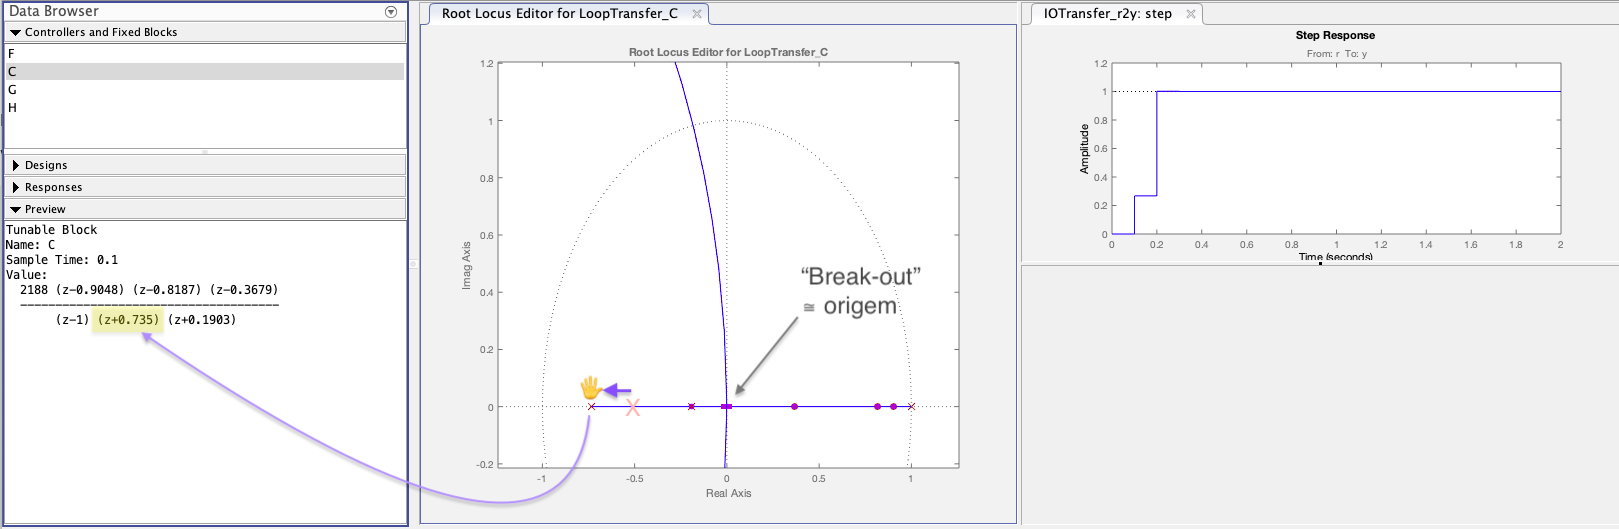 Data Browser
Controllers and Fixed Blocks
F
C
G
H
Designs
Responses
Preview
Tunable Block
Name: C
Sample Time: 0.1
Value:
2188 (z-0.9048) (z-0.8187) (z-0.3679)
-------------------------------------
(z-1) (z+0.735) (z+0.1903)
Root Locus Editor for LoopTransfer_C
Root Locus Editor for LoopTransfer_C
1.2
1
0.8
0.6
0.4
0.2
0
-0.2
Imag Axis
-1
-0.5
0
0.5
1
Real Axis
“Break-out”
≅ origem
IOTransfer_r2y: step
Step Response
From: r To: y
1.2
1
0.8
0.6
0.4
0.2
0
Amplitude
0
0.2
0.4
0.6
0.8
1
1.2
1.4
1.6
1.8
2
Time (seconds)